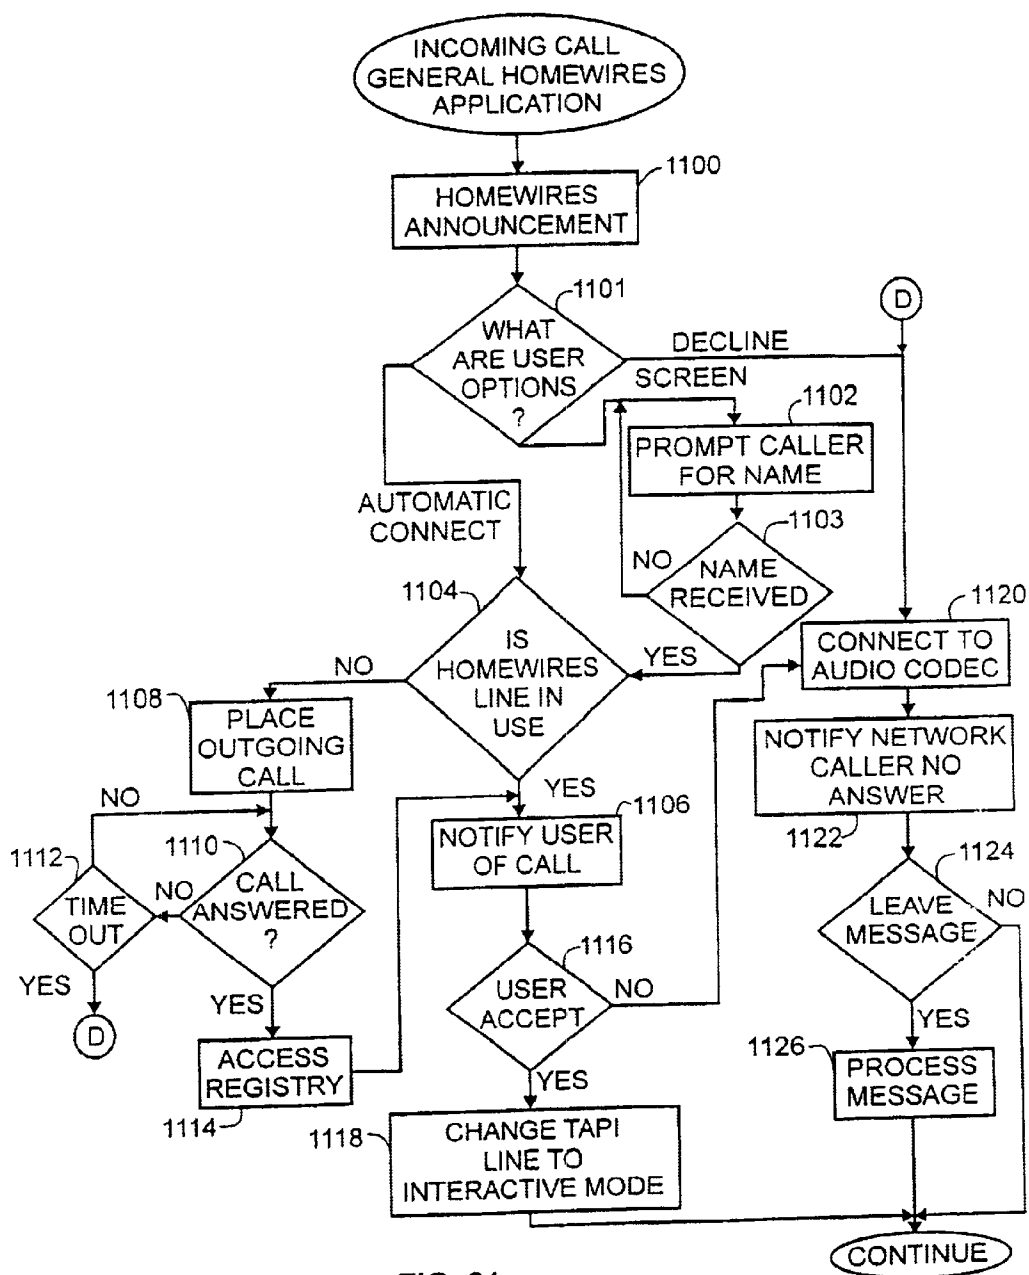 INCOMING CALL
GENERAL HOMEWIRES
APPLICATION
1100
HOMEWIRES
ANNOUNCEMENT
1101
D
WHAT
ARE USER
OPTIONS
?
DECLINE
SCREEN
1102
PROMPT CALLER
FOR NAME
AUTOMATIC
CONNECT
1103
NO
NAME
RECEIVED
1104
IS
HOMEWIRES
LINE IN
USE
YES
NO
1120
CONNECT TO
AUDIO CODEC
1108
PLACE
OUTGOING
CALL
NOTIFY NETWORK
CALLER NO
ANSWER
1122
NO
YES
1106
NOTIFY USER
OF CALL
1112
TIME
OUT
1110
NO
CALL
ANSWERED
?
1124
LEAVE
MESSAGE
NO
1116
USER
ACCEPT
NO
YES
D
YES
ACCESS
REGISTRY
1114
YES
1126
PROCESS
MESSAGE
YES
1118
CHANGE TAPI
LINE TO
INTERACTIVE MODE
CONTINUE